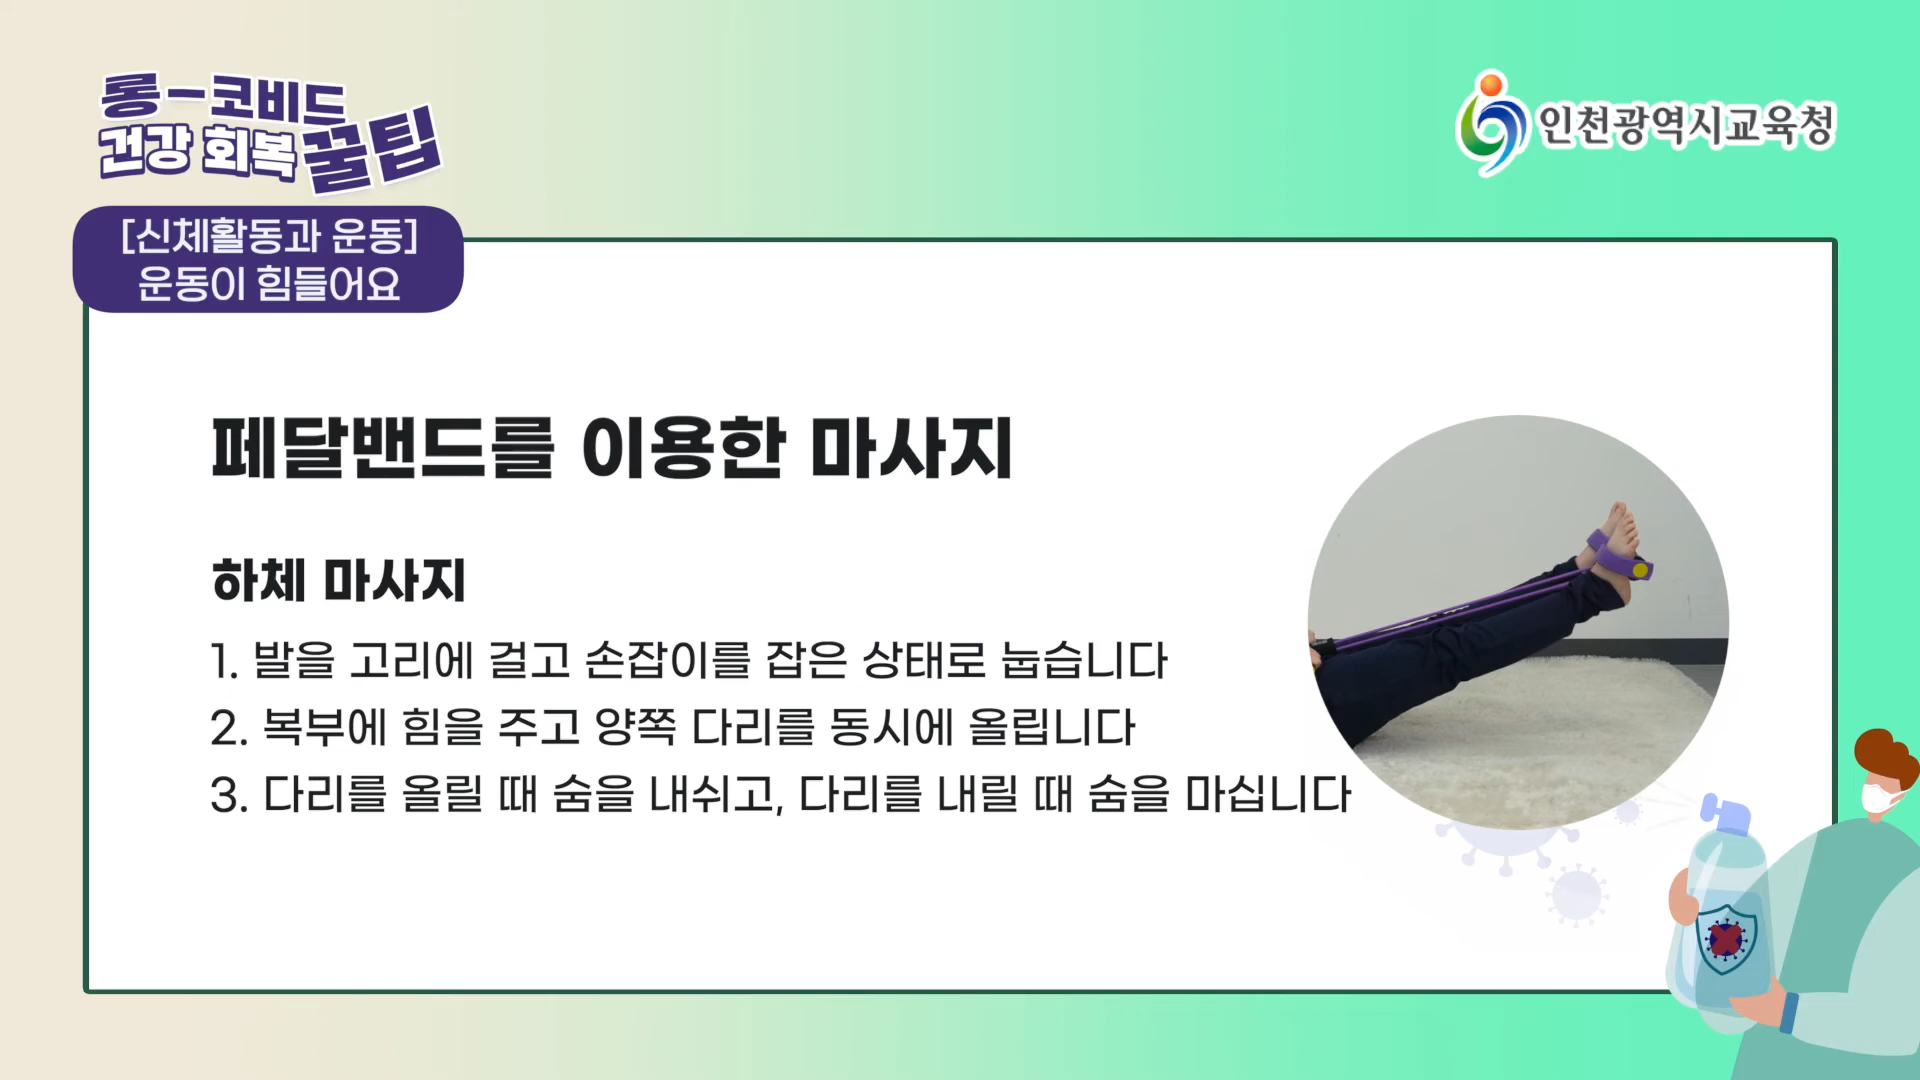 롱-코비드
건강 회복 꿀팁
인천광역시교육청
[신체활동과 운동]
운동이 힘들어요
페달밴드를 이용한 마사지
하체 마사지
1. 발을 고리에 걸고 손잡이를 잡은 상태로 눕습니다
2. 복부에 힘을 주고 양쪽 다리를 동시에 올립니다
3. 다리를 올릴 때 숨을 내쉬고, 다리를 내릴 때 숨을 마십니다